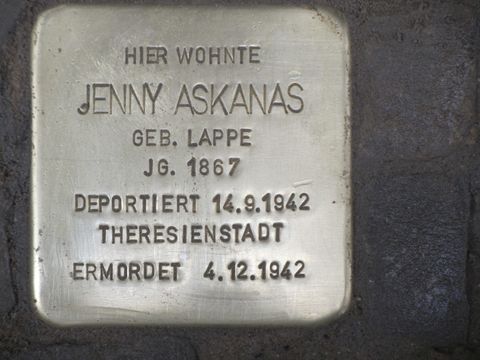 HIER WOHNTE
JENNY ASKANAS
GEB. LAPPE
JG. 1867
DEPORTIERT 14.9.1942
THERESIENSTADT
ERMORDET 4.12.1942